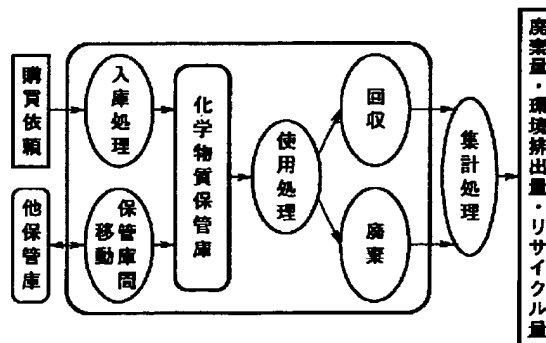 購買依頼
他保管庫
入庫処理
保管庫間
移動
化学物質保管庫
使用処理
回収
廃棄
集計処理
廃棄量・環境排出量・リサイクル量